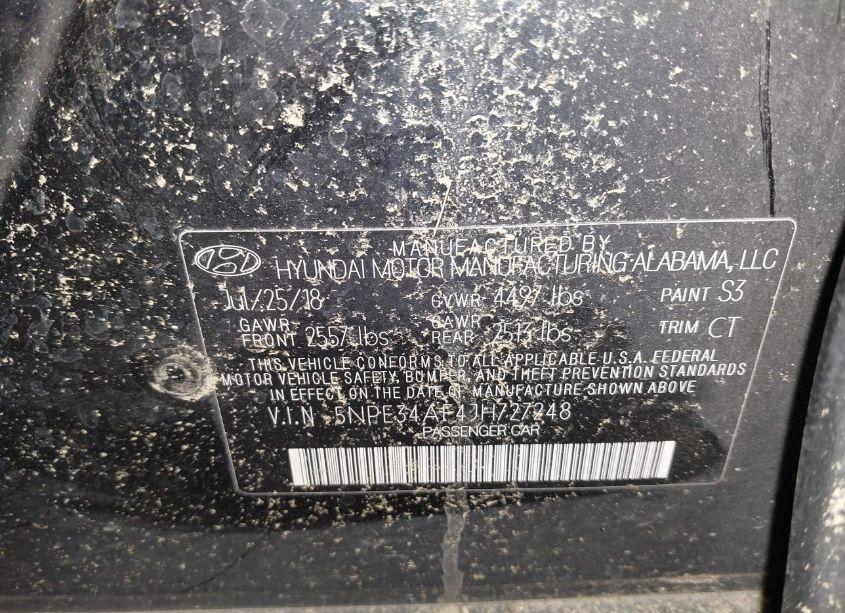 MANUFACTURED BY
HYUNDAI MOTOR MANUFACTURING ALABAMA, LLC
Jul/25/18 GVWR 4497 lbs PAINT S3
GAWR FRONT 2557 lbs GAWR REAR 2513 lbs TRIM CT
THIS VEHICLE CONFORMS TO ALL APPLICABLE U.S.A. FEDERAL
MOTOR VEHICLE SAFETY, BUMPER, AND THEFT PREVENTION STANDARDS
IN EFFECT ON THE DATE OF MANUFACTURE SHOWN ABOVE
V.I.N 5NPE34AF4JH727248
PASSENGER CAR